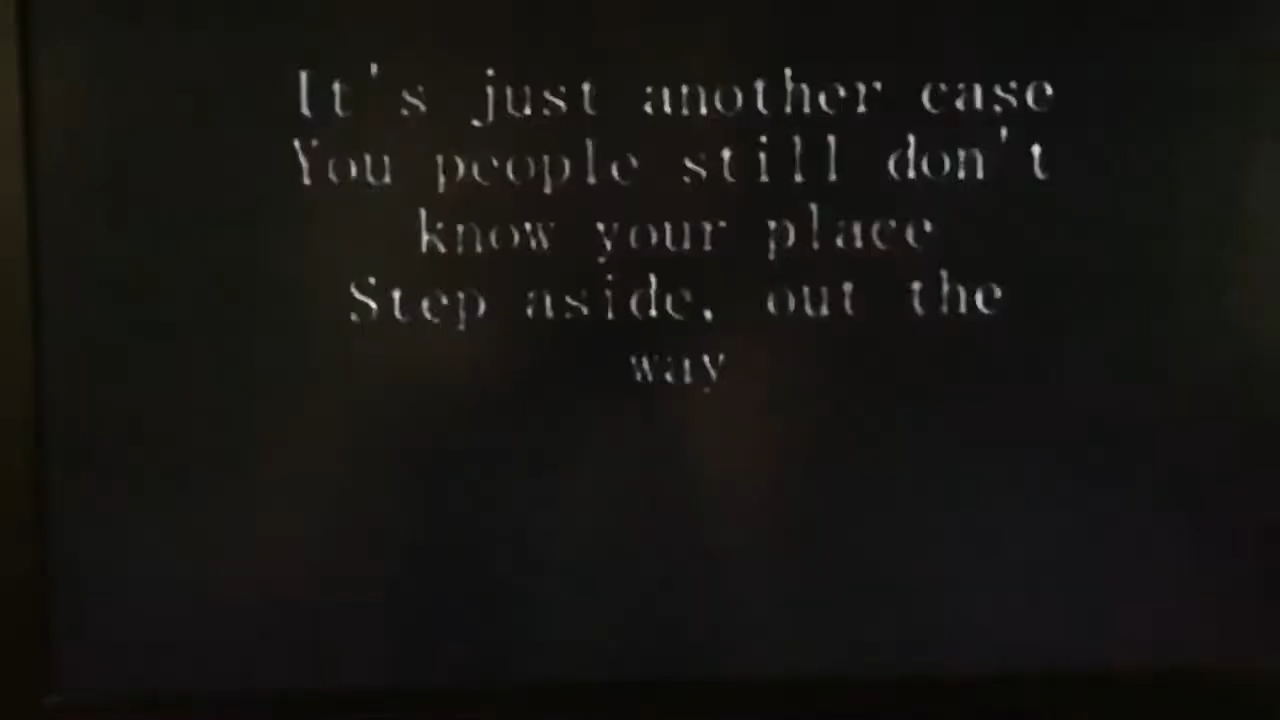 It's just another case
You people still don't
know your place
Step aside, out the
way